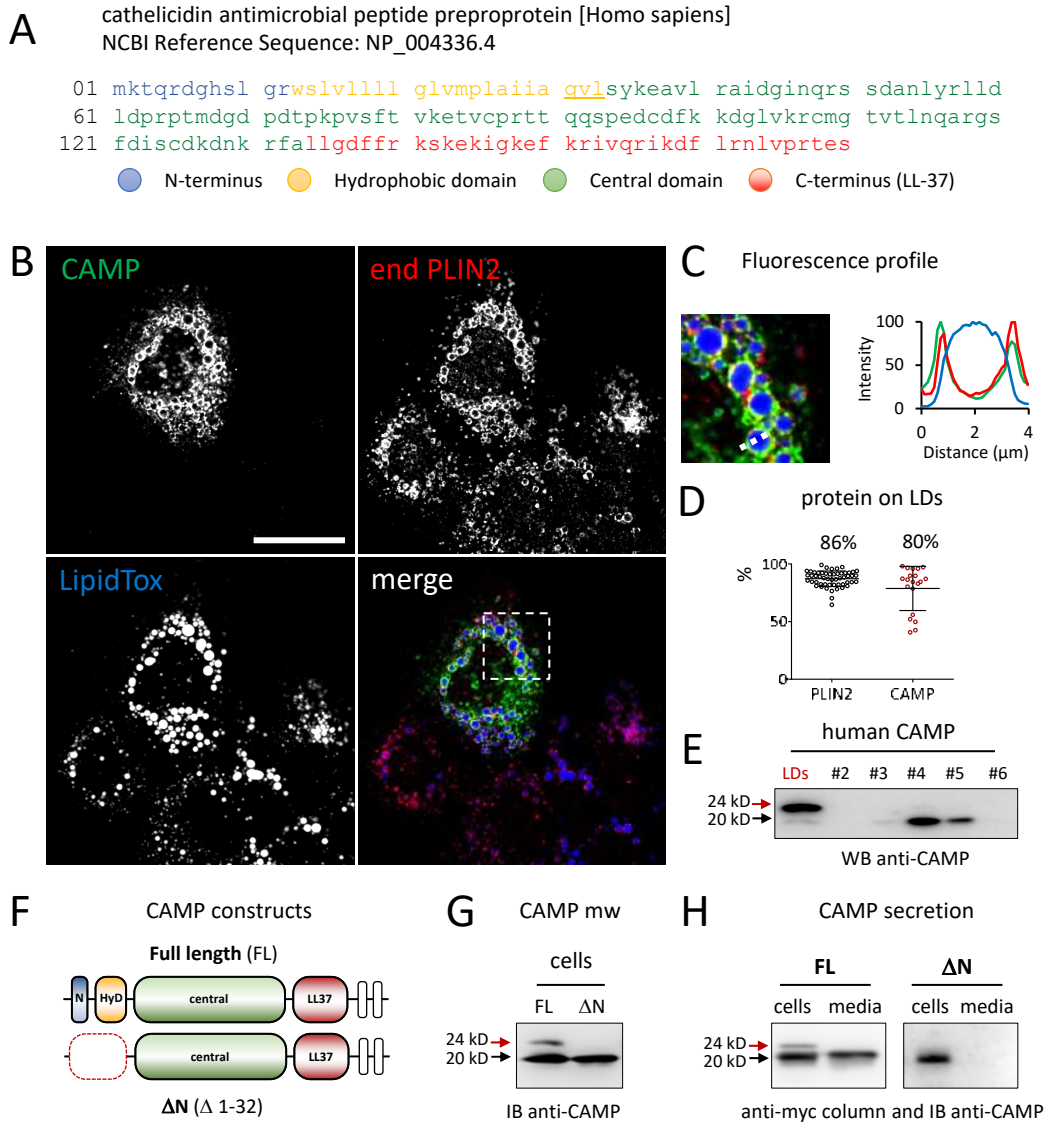 A
cathelicidin antimicrobial peptide preproprotein [Homo sapiens]
NCBI Reference Sequence: NP_004336.4
01 mktqrdghsl grwslvllll glvmplaiia qvlsykeavl raidginqrs sdanlyrlld
61 ldprptmdgd pdtpkpvsft vketvcprtt qqspedcdfk kdglvkrcmg tvtlnqargs
121 fdiscdkdnk rfallgdffr kskekigkef krivqrikdf lrnlvprtes
N-terminus Hydrophobic domain Central domain C-terminus (LL-37)
B
CAMP
end PLIN2
LipidTox
merge
C
Fluorescence profile
100
50
0
Intensity
0 2 4
Distance (µm)
D
protein on LDs
86% 80%
100
50
0
%
PLIN2 CAMP
E
human CAMP
LDs #2 #3 #4 #5 #6
24 kD
20 kD
WB anti-CAMP
F
CAMP constructs
Full length (FL)
N HyD central LL37
central LL37
ΔN (Δ 1-32)
G
CAMP mw
cells
FL ΔN
24 kD
20 kD
IB anti-CAMP
H
CAMP secretion
FL ΔN
cells media cells media
24 kD
20 kD
anti-myc column and IB anti-CAMP